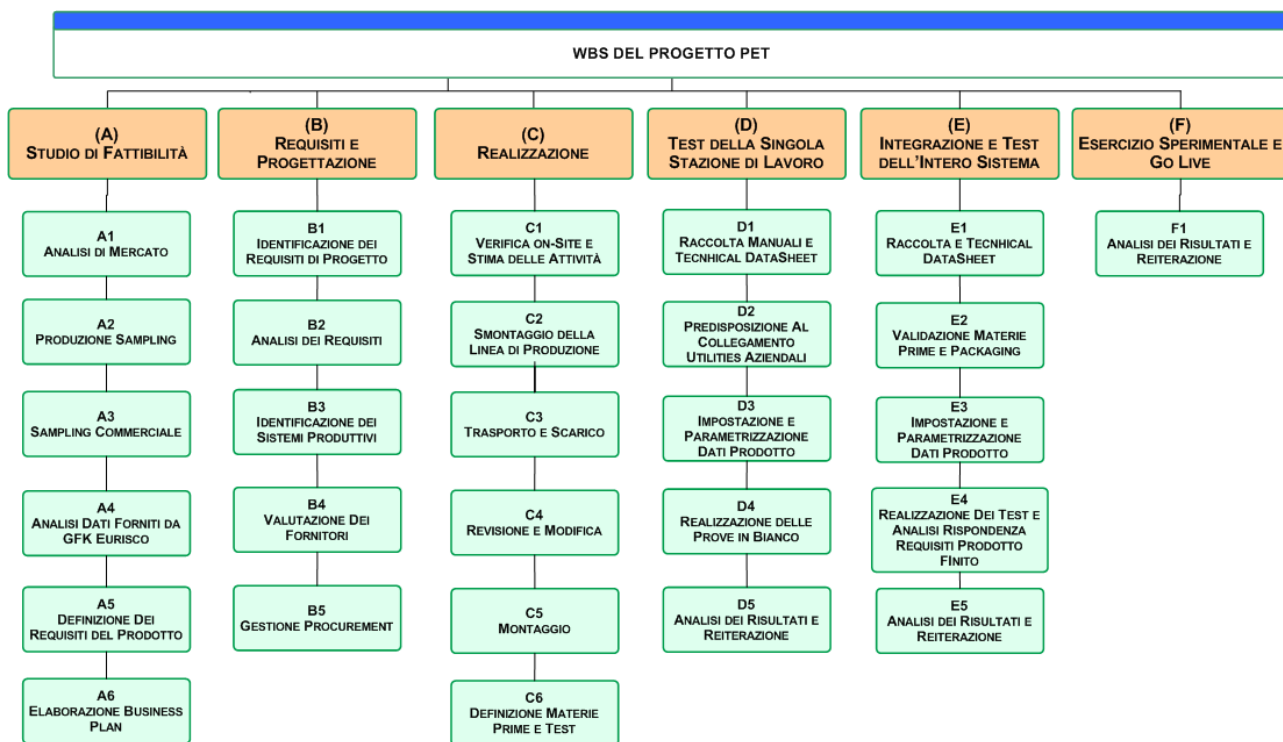 WBS DEL PROGETTO PET
(A)
STUDIO DI FATTIBILITÀ
A1
ANALISI DI MERCATO
A2
PRODUZIONE SAMPLING
A3
SAMPLING COMMERCIALE
A4
ANALISI DATI FORNITI DA
GFK EURISCO
A5
DEFINIZIONE DEI
REQUISITI DEL PRODOTTO
A6
ELABORAZIONE BUSINESS
PLAN
(B)
REQUISITI E
PROGETTAZIONE
B1
IDENTIFICAZIONE DEI
REQUISITI DI PROGETTO
B2
ANALISI DEI REQUISITI
B3
IDENTIFICAZIONE DEI
SISTEMI PRODUTTIVI
B4
VALUTAZIONE DEI
FORNITORI
B5
GESTIONE PROCUREMENT
(C)
REALIZZAZIONE
C1
VERIFICA ON-SITE E
STIMA DELLE ATTIVITÀ
C2
SMONTAGGIO DELLA
LINEA DI PRODUZIONE
C3
TRASPORTO E SCARICO
C4
REVISIONE E MODIFICA
C5
MONTAGGIO
C6
DEFINIZIONE MATERIE
PRIME E TEST
(D)
TEST DELLA SINGOLA
STAZIONE DI LAVORO
D1
RACCOLTA MANUALI E
TECNHICAL DATASHEET
D2
PREDISPOSIZIONE AL
COLLEGAMENTO
UTILITIES AZIENDALI
D3
IMPOSTAZIONE E
PARAMETRIZZAZIONE
DATI PRODOTTO
D4
REALIZZAZIONE DELLE
PROVE IN BIANCO
D5
ANALISI DEI RISULTATI E
REITERAZIONE
(E)
INTEGRAZIONE E TEST
DELL'INTERO SISTEMA
E1
RACCOLTA E TECNHICAL
DATASHEET
E2
VALIDAZIONE MATERIE
PRIME E PACKAGING
E3
IMPOSTAZIONE E
PARAMETRIZZAZIONE
DATI PRODOTTO
E4
REALIZZAZIONE DEI TEST E
ANALISI RISPONDENZA
REQUISITI PRODOTTO
FINITO
E5
ANALISI DEI RISULTATI E
REITERAZIONE
(F)
ESERCIZIO SPERIMENTALE E
GO LIVE
F1
ANALISI DEI RISULTATI E
REITERAZIONE